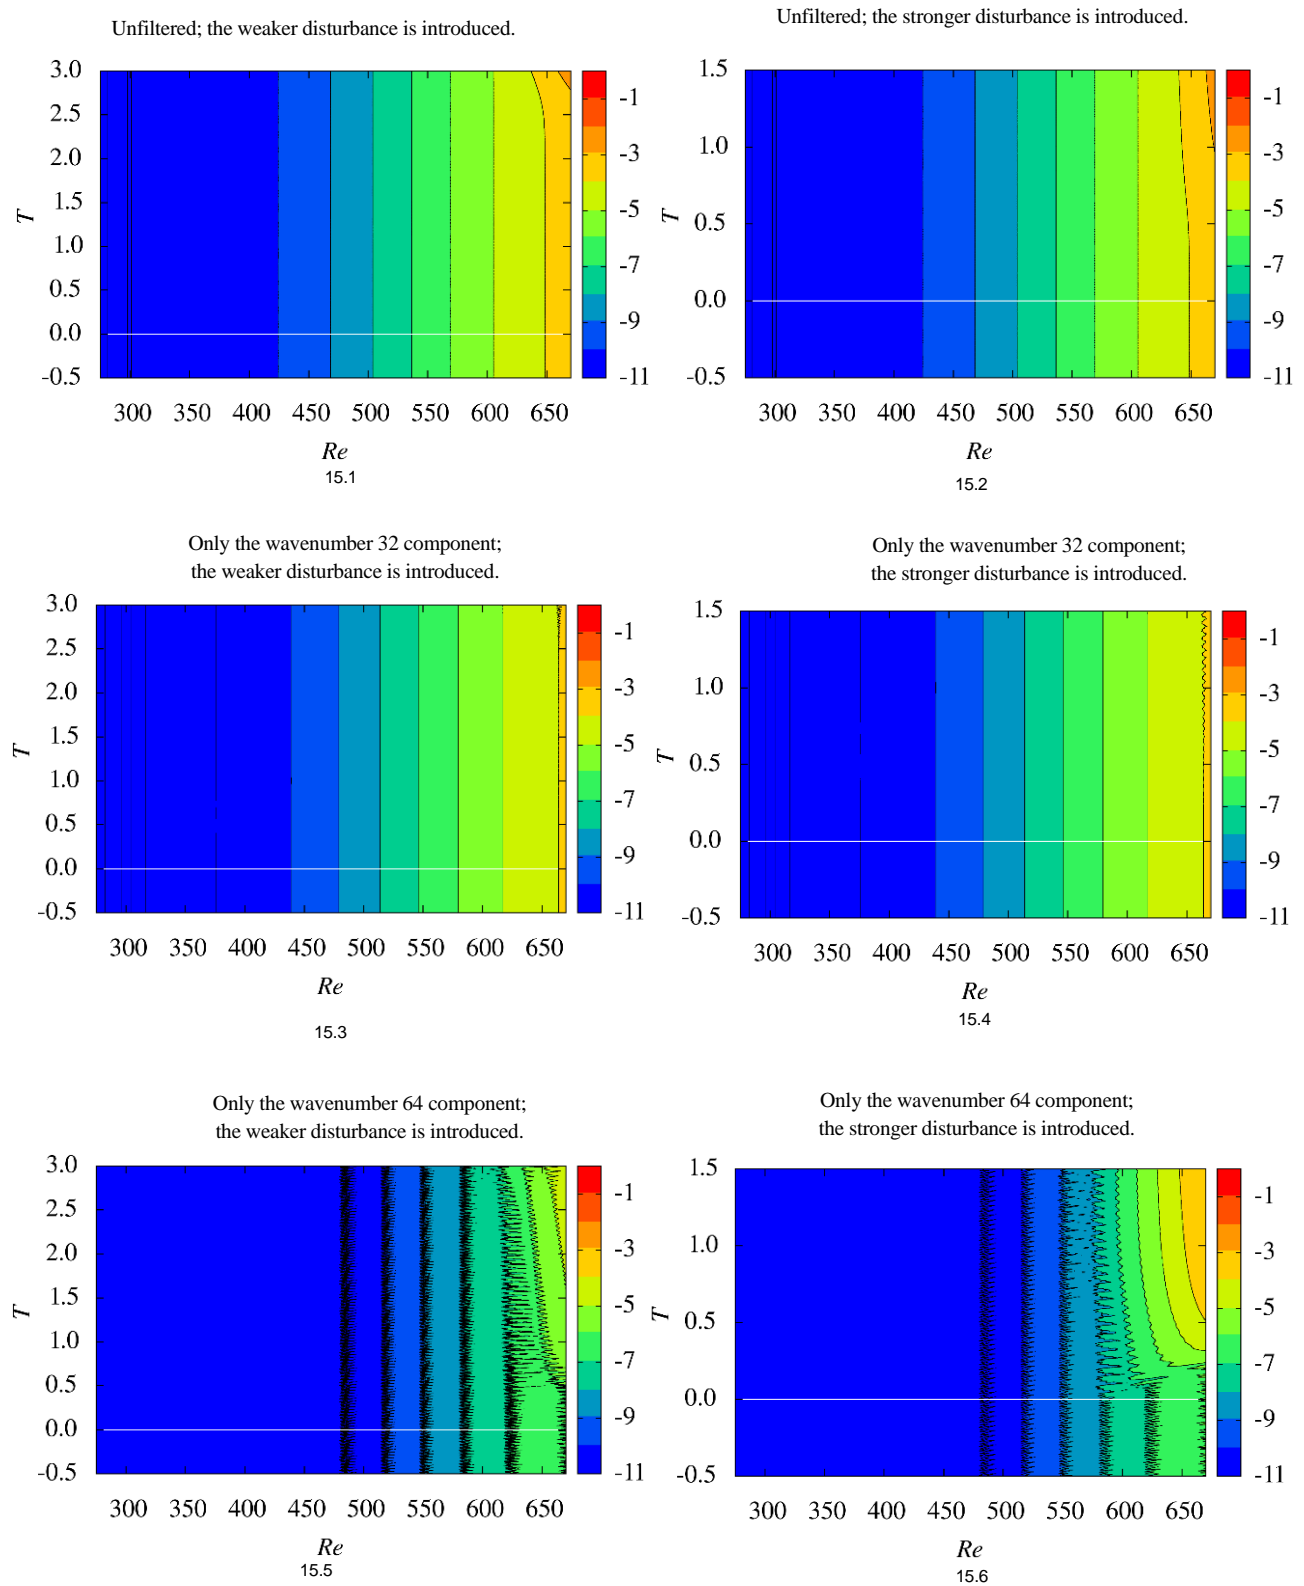 Unfiltered; the weaker disturbance is introduced.
T
3.0
2.5
2.0
1.5
1.0
0.5
0.0
-0.5
300 350 400 450 500 550 600 650
Re
-1
-3
-5
-7
-9
-11
15.1
Unfiltered; the stronger disturbance is introduced.
T
1.5
1.0
0.5
0.0
-0.5
300 350 400 450 500 550 600 650
Re
-1
-3
-5
-7
-9
-11
15.2
Only the wavenumber 32 component;
the weaker disturbance is introduced.
T
3.0
2.5
2.0
1.5
1.0
0.5
0.0
-0.5
300 350 400 450 500 550 600 650
Re
-1
-3
-5
-7
-9
-11
15.3
Only the wavenumber 32 component;
the stronger disturbance is introduced.
T
1.5
1.0
0.5
0.0
-0.5
300 350 400 450 500 550 600 650
Re
-1
-3
-5
-7
-9
-11
15.4
Only the wavenumber 64 component;
the weaker disturbance is introduced.
T
3.0
2.5
2.0
1.5
1.0
0.5
0.0
-0.5
300 350 400 450 500 550 600 650
Re
-1
-3
-5
-7
-9
-11
15.5
Only the wavenumber 64 component;
the stronger disturbance is introduced.
T
1.5
1.0
0.5
0.0
-0.5
300 350 400 450 500 550 600 650
Re
-1
-3
-5
-7
-9
-11
15.6